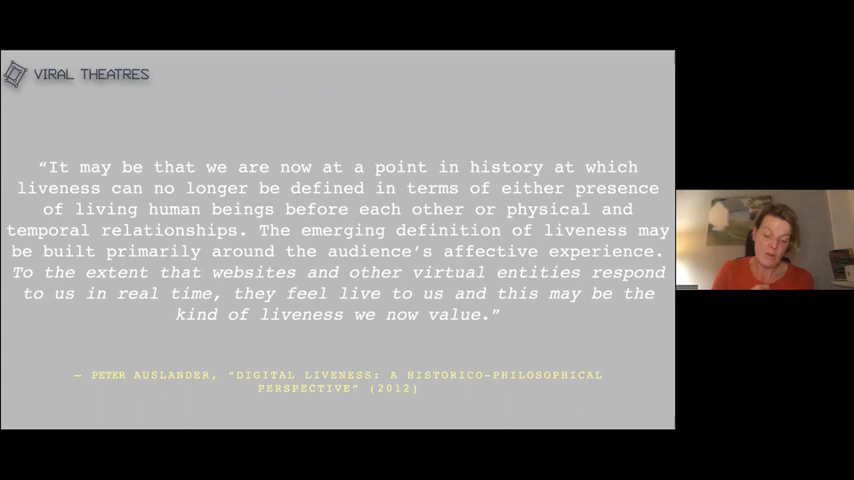 VIRAL THEATRES
“It may be that we are now at a point in history at which
liveness can no longer be defined in terms of either presence
of living human beings before each other or physical and
temporal relationships. The emerging definition of liveness may
be built primarily around the audience’s affective experience.
To the extent that websites and other virtual entities respond
to us in real time, they feel live to us and this may be the
kind of liveness we now value.”
— PETER AUSLANDER, “DIGITAL LIVENESS: A HISTORICO-PHILOSOPHICAL
PERSPECTIVE” (2012)